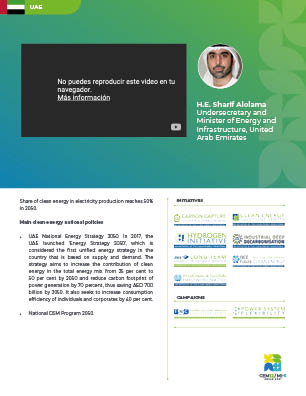 UAE
No puedes reproducir este video en tu
navegador.
Más información
H.E. Sharif Alolama
Undersecretary and
Minister of Energy and
Infrastructure, United
Arab Emirates
Share of clean energy in electricity production reaches 50%
in 2050.
Main clean energy national policies
• UAE National Energy Strategy 2050 in 2017, the
UAE launched 'Energy Strategy 2050', which is
considered the first unified energy strategy in the
country that is based on supply and demand. The
strategy aims to increase the contribution of clean
energy in the total energy mix from 25 per cent to
50 per cent by 2050 and reduce carbon footprint of
power generation by 70 percent, thus saving AED 700
billion by 2050. It also seeks to increase consumption
efficiency of individuals and corporates by 40 per cent.
• National DSM Program 2050.
INITIATIVES
CARBON CAPTURE
CLEAN ENERGY
HYDROGEN
INITIATIVE
INDUSTRIAL DEEP
DECARBONISATION
LONG-TERM
CAMPAIGNS
POWER SYSTEM
FLEXIBILITY